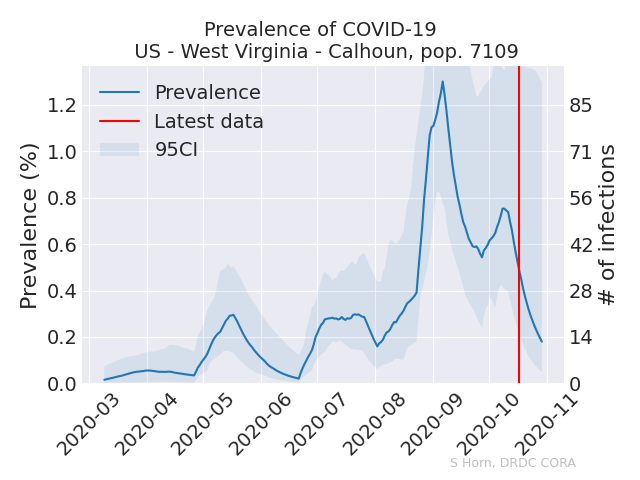 Prevalence of COVID-19
US - West Virginia - Calhoun, pop. 7109
Prevalence
Latest data
95CI
Prevalence (%)
1.2
1.0
0.8
0.6
0.4
0.2
0.0
# of infections
85
71
56
42
28
14
0
2020-03
2020-04
2020-05
2020-06
2020-07
2020-08
2020-09
2020-10
2020-11
S Horn, DRDC CORA